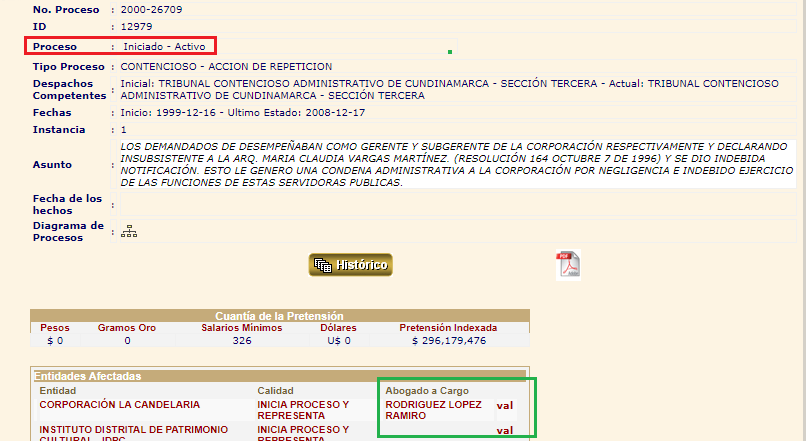 No. Proceso : 2000-26709
ID : 12979
Proceso : Iniciado - Activo
Tipo Proceso : CONTENCIOSO - ACCION DE REPETICION
Despachos Competentes : Inicial: TRIBUNAL CONTENCIOSO ADMINISTRATIVO DE CUNDINAMARCA - SECCIÓN TERCERA - Actual: TRIBUNAL CONTENCIOSO
ADMINISTRATIVO DE CUNDINAMARCA - SECCIÓN TERCERA
Fechas : Inicio: 1999-12-16 - Ultimo Estado: 2008-12-17
Instancia : 1
Asunto : LOS DEMANDADOS DE DESEMPEÑABAN COMO GERENTE Y SUBGERENTE DE LA CORPORACIÓN RESPECTIVAMENTE Y DECLARANDO
INSUBSISTENTE A LA ARQ. MARIA CLAUDIA VARGAS MARTÍNEZ. (RESOLUCIÓN 164 OCTUBRE 7 DE 1996) Y SE DIO INDEBIDA
NOTIFICACIÓN. ESTO LE GENERO UNA CONDENA ADMINISTRATIVA A LA CORPORACIÓN POR NEGLIGENCIA E INDEBIDO EJERCICIO
DE LAS FUNCIONES DE ESTAS SERVIDORAS PUBLICAS.
Fecha de los
hechos :
Diagrama de
Procesos :
Histórico
PDF
Cuantía de la Pretensión
Pesos Gramos Oro Salarios Mínimos Dólares Pretensión Indexada
$ 0 0 326 U$ 0 $ 296,179,476
Entidades Afectadas
Entidad Calidad Abogado a Cargo
CORPORACIÓN LA CANDELARIA INICIA PROCESO Y REPRESENTA RODRIGUEZ LOPEZ RAMIRO val
INSTITUTO DISTRITAL DE PATRIMONIO INICIA PROCESO Y val
CULTURAL - IDPC REPRESENTA